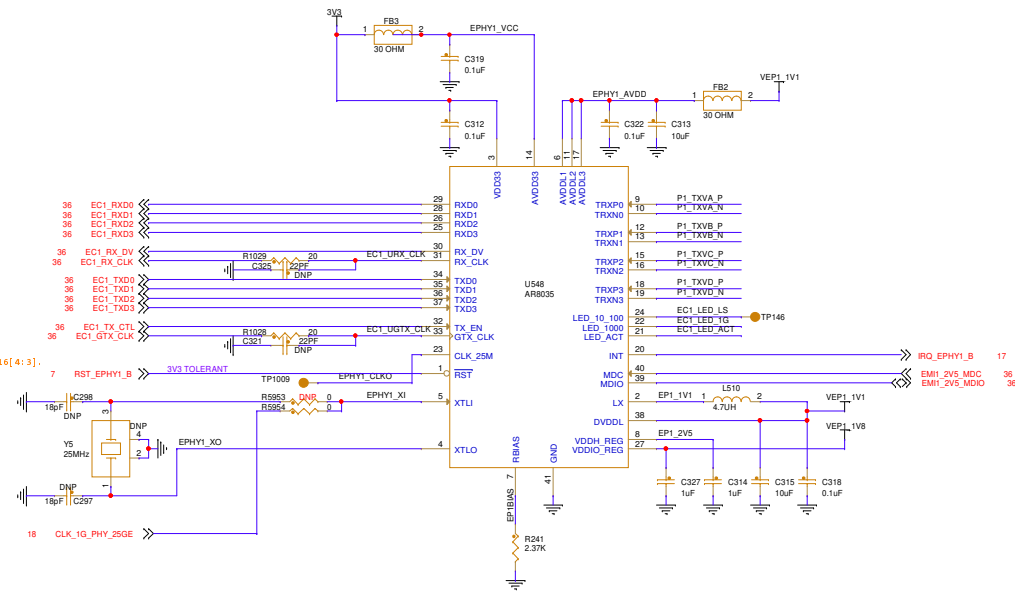 3V3
FB3
1 2
30 OHM
EPHY1_VCC
C319
0.1uF
VEP1_1V1
FB2
1 2
30 OHM
EPHY1_AVDD
C312
0.1uF
C322
0.1uF
C313
10uF
3 14 6 11 17
VDD33 AVDD33 AVDDL1 AVDDL2 AVDDL3
36 EC1_RXD0 29 RXD0 TRXP0 9 P1_TXVA_P
36 EC1_RXD1 28 RXD1 TRXN0 10 P1_TXVA_N
36 EC1_RXD2 26 RXD2 TRXP1 12 P1_TXVB_P
36 EC1_RXD3 25 RXD3 TRXN1 13 P1_TXVB_N
36 EC1_RX_DV 30 RX_DV
36 EC1_RX_CLK R1029 20 EC1_URX_CLK 31 RX_CLK TRXP2 15 P1_TXVC_P
C325 22PF TRXN2 16 P1_TXVC_N
DNP
36 EC1_TXD0 34 TXD0
36 EC1_TXD1 35 TXD1 TRXP3 18 P1_TXVD_P
36 EC1_TXD2 36 TXD2 TRXN3 19 P1_TXVD_N
36 EC1_TXD3 37 TXD3
U548
AR8035
LED_10_100 24 EC1_LED_LS TP146
36 EC1_TX_CTL 32 TX_EN LED_1000 22 EC1_LED_1G
36 EC1_GTX_CLK R1028 20 EC1_UGTX_CLK 33 GTX_CLK LED_ACT 21 EC1_LED_ACT
C321 22PF
DNP
23 CLK_25M INT 20 IRQ_EPHY1_B 17
16[4:3].
7 RST_EPHY1_B 3V3 TOLERANT 1 RST MDC 40 EMI1_2V5_MDC 36
TP1009 EPHY1_CLKO MDIO 39 EMI1_2V5_MDIO 36
C298
18pF
DNP
R5953 DNP 0 EPHY1_XI 5 XTLI LX 2 EP1_1V1 1 L510 2 VEP1_1V1
R5954 0
4.7UH
DVDDL 38
3
DNP
4
Y5
25MHz
2
1
EPHY1_XO 4 XTLO
VDDH_REG 8 EP1_2V5
VDDIO_REG 27 VEP1_1V8
RBIAS GND
7 41
DNP
18pF C297
C327
1uF
C314
1uF
C315
10uF
C318
0.1uF
EP1BIAS
18 CLK_1G_PHY_25GE
R241
2.37K